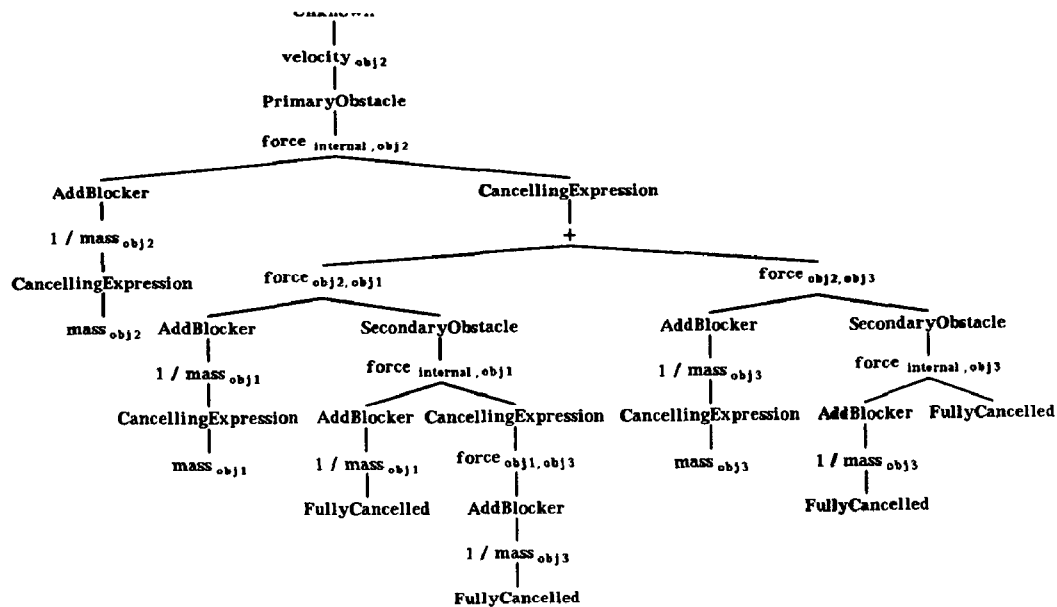 velocity obj2
PrimaryObstacle
force internal, obj2
AddBlocker CancellingExpression
1 / mass obj2 +
CancellingExpression force obj2, obj1 force obj2, obj3
mass obj2 AddBlocker SecondaryObstacle AddBlocker SecondaryObstacle
1 / mass obj1 force internal, obj1 1 / mass obj3 force internal, obj3
CancellingExpression AddBlocker CancellingExpression CancellingExpression AddBlocker FullyCancelled
mass obj1 1 / mass obj1 force obj1, obj3 mass obj3 1 / mass obj3
FullyCancelled AddBlocker FullyCancelled
1 / mass obj3
FullyCancelled